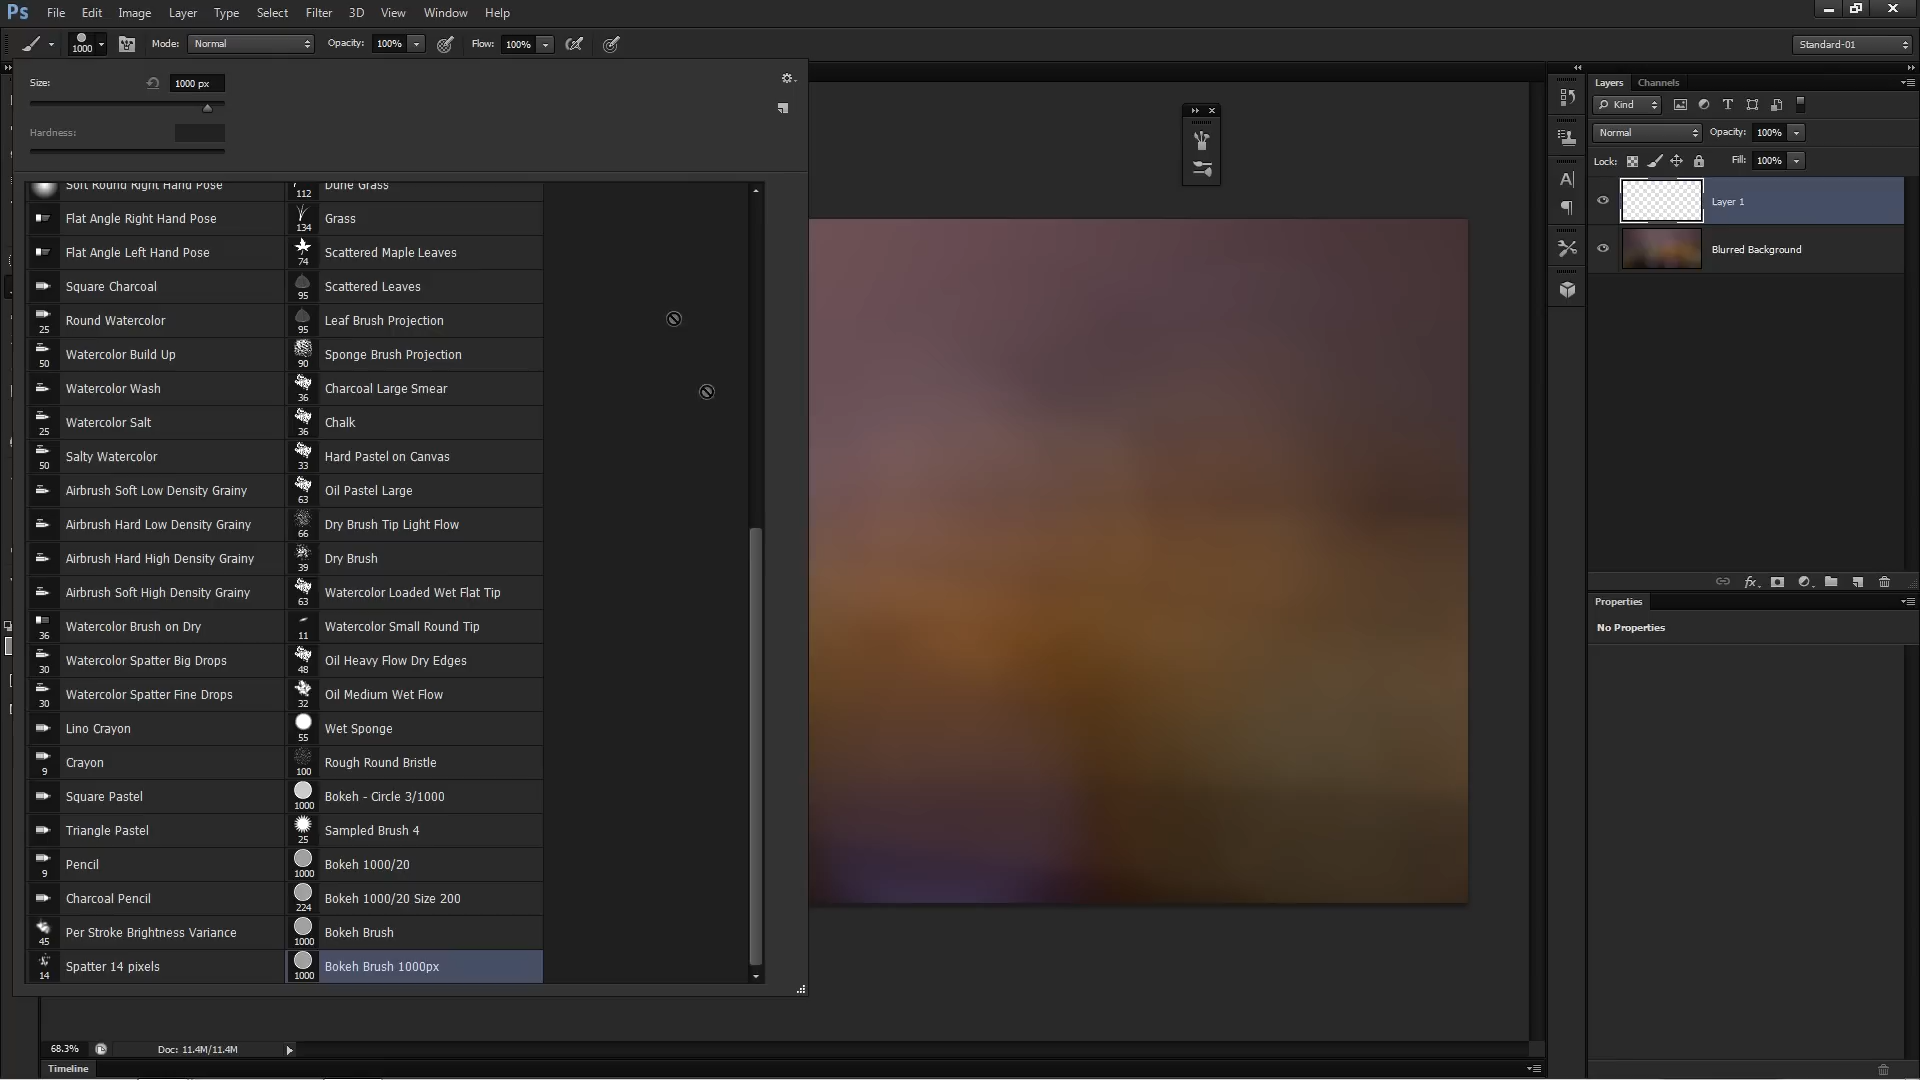 Ps File Edit Image Layer Type Select Filter 3D View Window Help
1000 Mode: Normal Opacity: 100% Flow: 100% Standard-01
Size: 1000 px
Hardness:
Layers Channels
Kind
Normal Opacity: 100%
Lock: Fill: 100%
Layer 1
Blurred Background
Properties
No Properties
Soft Round Right Hand Pose
Flat Angle Right Hand Pose
Flat Angle Left Hand Pose
Square Charcoal
25 Round Watercolor
50 Watercolor Build Up
Watercolor Wash
25 Watercolor Salt
50 Salty Watercolor
Airbrush Soft Low Density Grainy
Airbrush Hard Low Density Grainy
Airbrush Hard High Density Grainy
Airbrush Soft High Density Grainy
36 Watercolor Brush on Dry
30 Watercolor Spatter Big Drops
30 Watercolor Spatter Fine Drops
Lino Crayon
9 Crayon
Square Pastel
Triangle Pastel
9 Pencil
Charcoal Pencil
45 Per Stroke Brightness Variance
14 Spatter 14 pixels
112 Dune Grass
134 Grass
74 Scattered Maple Leaves
95 Scattered Leaves
95 Leaf Brush Projection
90 Sponge Brush Projection
36 Charcoal Large Smear
36 Chalk
33 Hard Pastel on Canvas
63 Oil Pastel Large
66 Dry Brush Tip Light Flow
39 Dry Brush
63 Watercolor Loaded Wet Flat Tip
11 Watercolor Small Round Tip
48 Oil Heavy Flow Dry Edges
32 Oil Medium Wet Flow
55 Wet Sponge
100 Rough Round Bristle
1000 Bokeh - Circle 3/1000
25 Sampled Brush 4
1000 Bokeh 1000/20
224 Bokeh 1000/20 Size 200
1000 Bokeh Brush
1000 Bokeh Brush 1000px
68.3% Doc: 11.4M/11.4M
Timeline